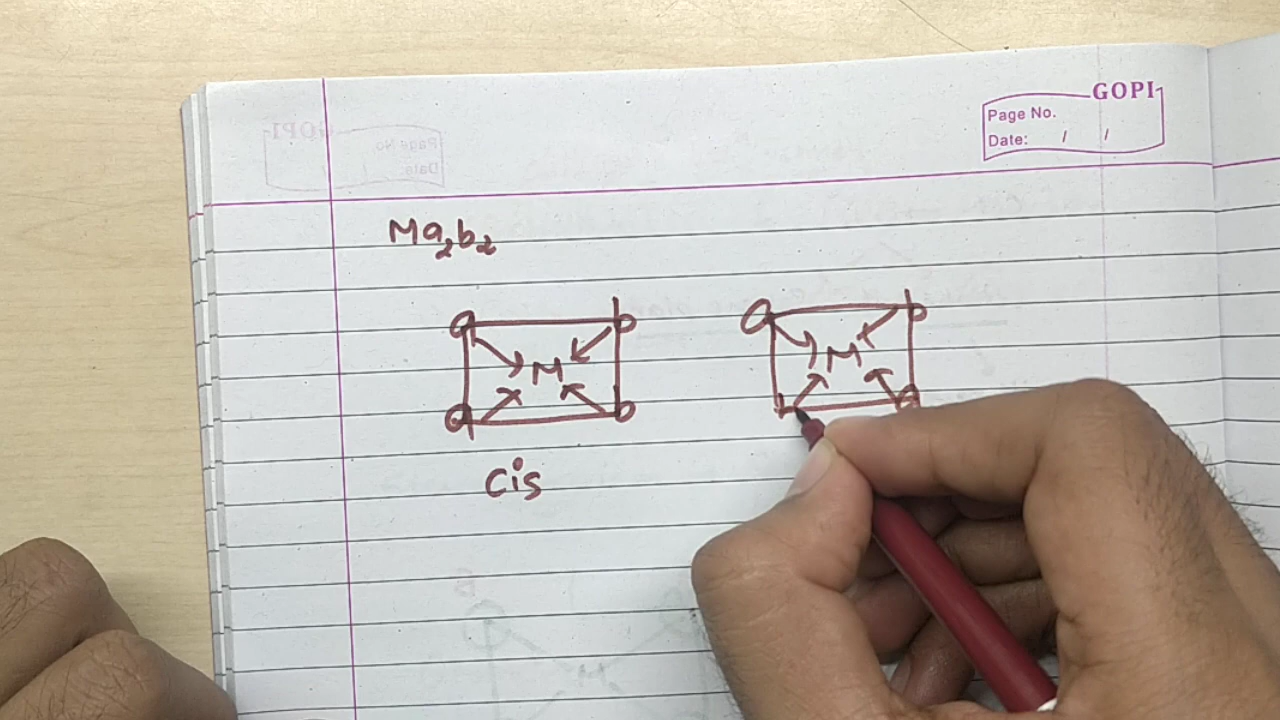 GOPI
Page No.
Date: / /
Ma₂b₂
a b a b
M M
a b b a
cis